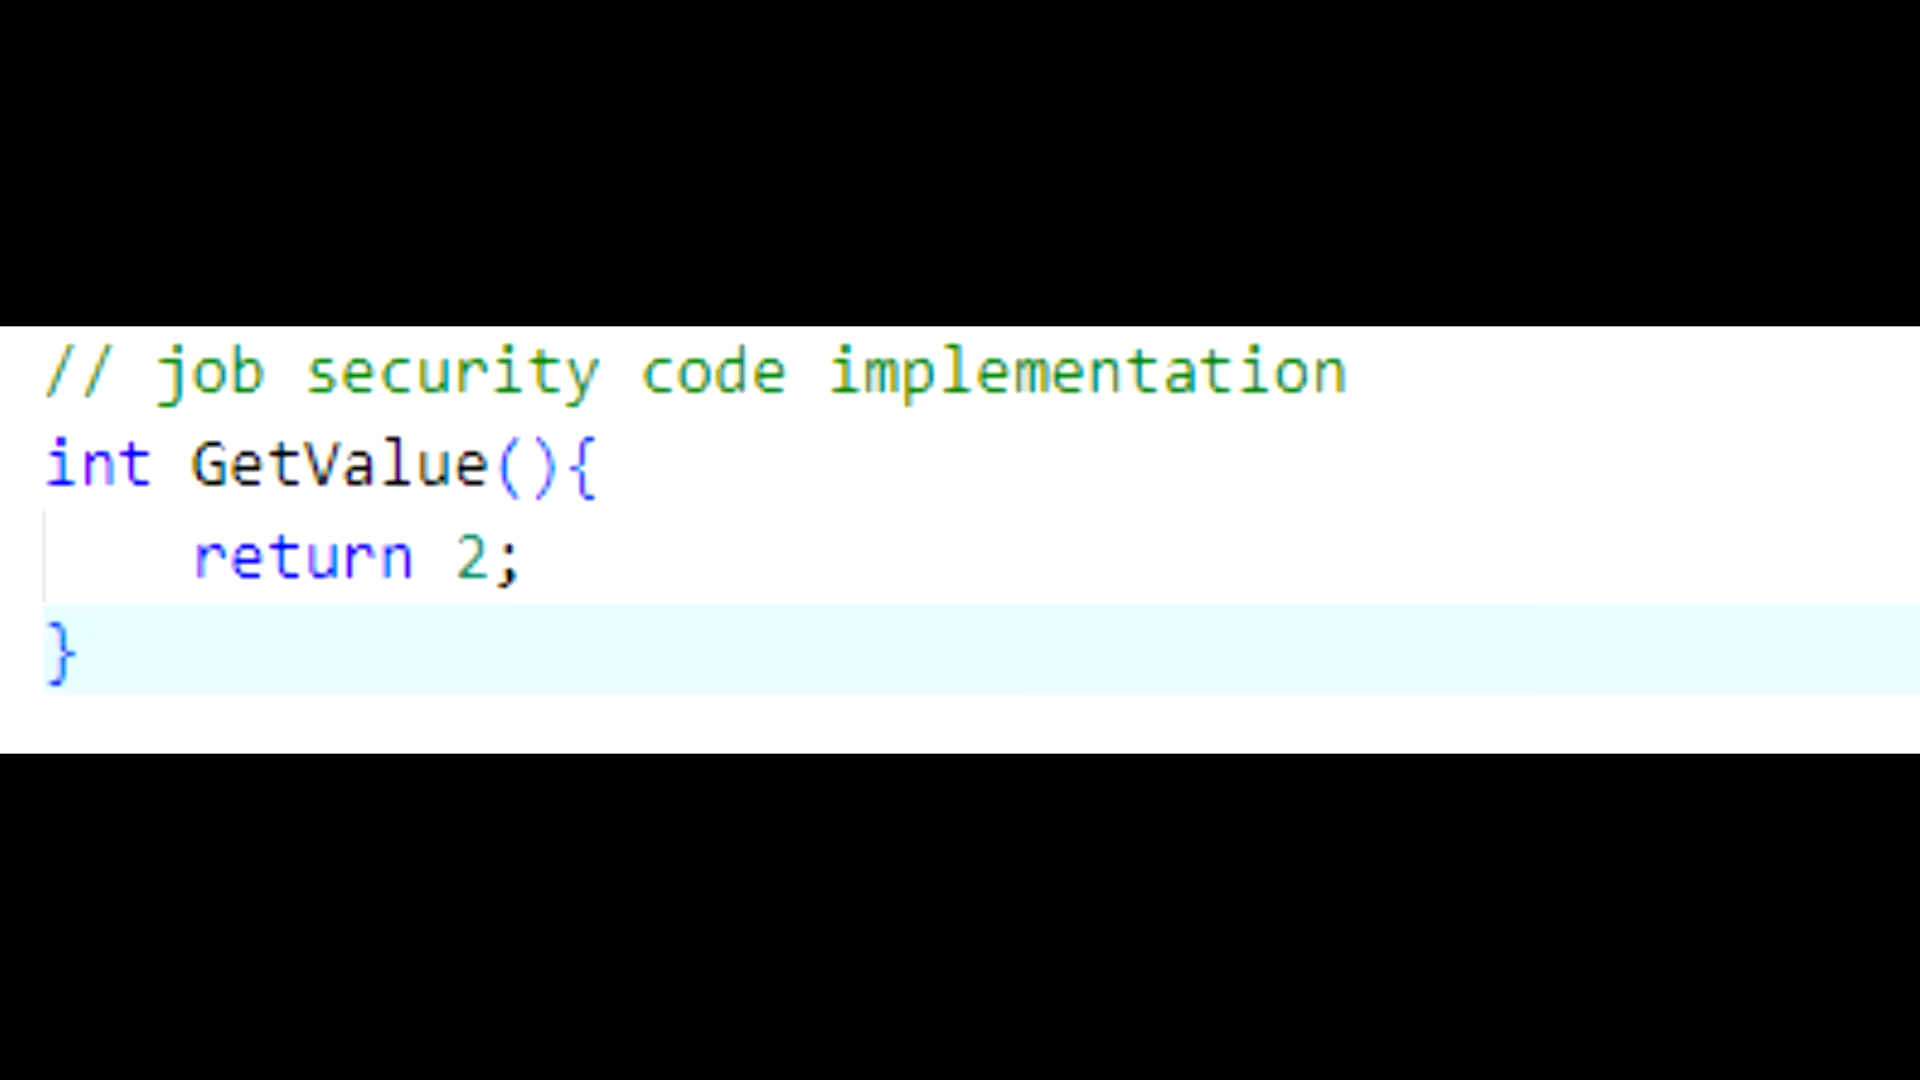 // job security code implementation
int GetValue(){
    return 2;
}